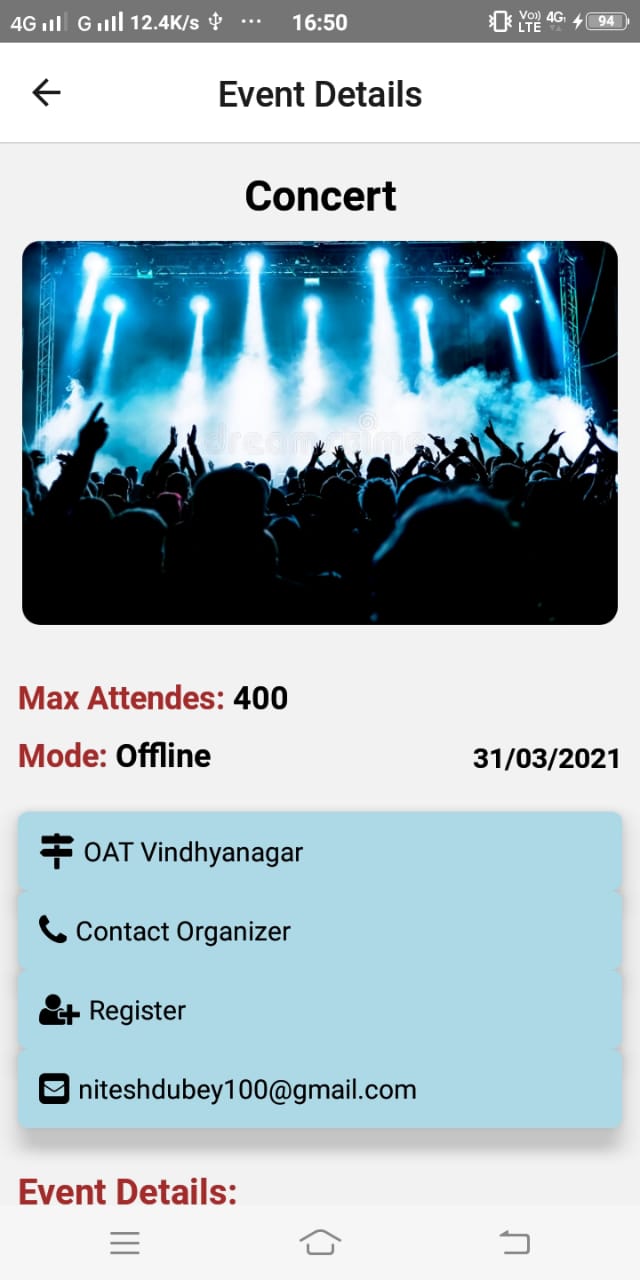 4G G 12.4K/s ... 16:50 Vo) LTE 4G 94
Event Details
Concert
dreamstime
Max Attendes: 400
Mode: Offline 31/03/2021
OAT Vindhyanagar
Contact Organizer
Register
niteshdubey100@gmail.com
Event Details: